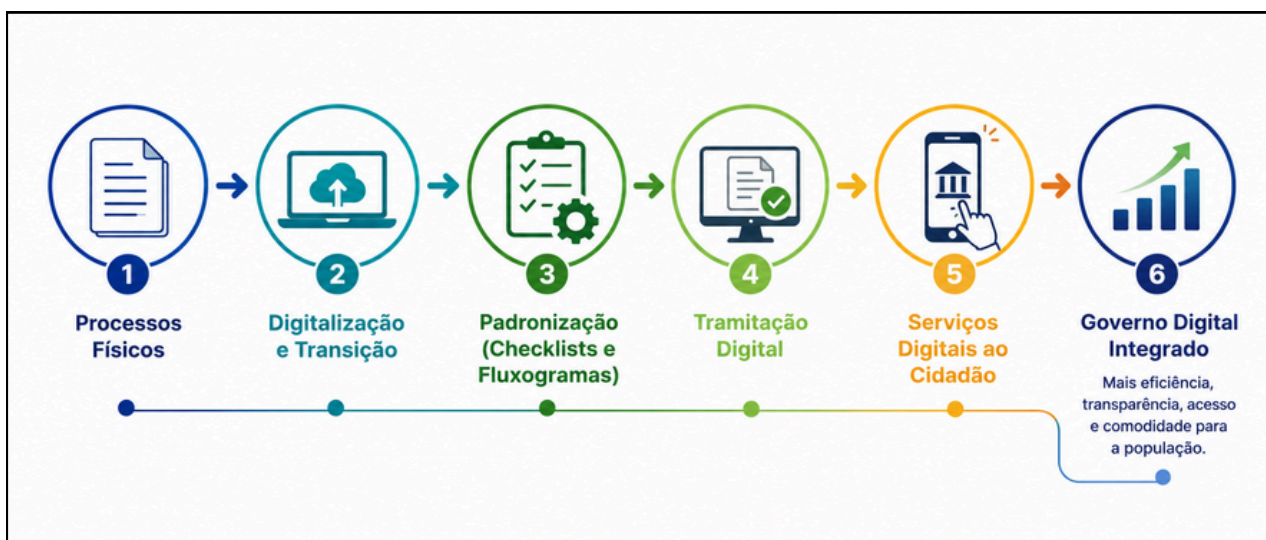 1
Processos
Físicos
2
Digitalização
e Transição
3
Padronização
(Checklists e
Fluxogramas)
4
Tramitação
Digital
5
Serviços
Digitais ao
Cidadão
6
Governo Digital
Integrado
Mais eficiência,
transparência, acesso
e comodidade para
a população.